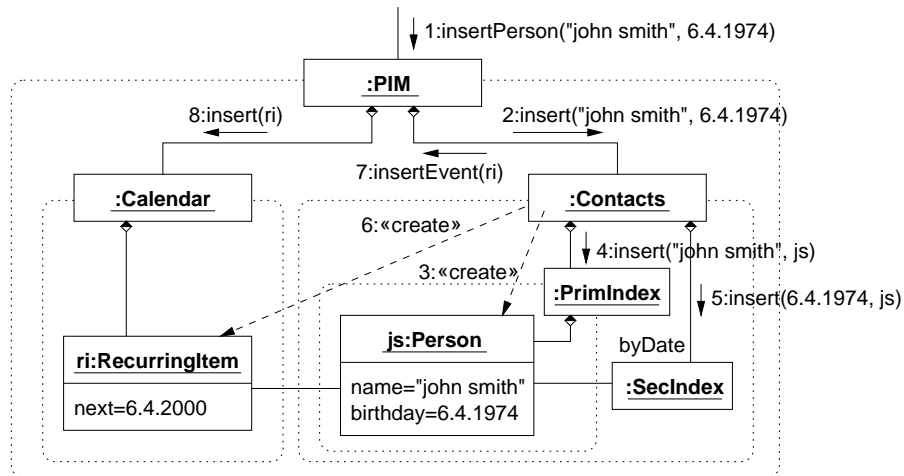 1:insertPerson("john smith", 6.4.1974)
:PIM
8:insert(ri)
2:insert("john smith", 6.4.1974)
7:insertEvent(ri)
:Calendar
:Contacts
6:«create»
4:insert("john smith", js)
3:«create»
:PrimIndex
5:insert(6.4.1974, js)
js:Person
byDate
ri:RecurringItem
:SecIndex
name="john smith"
next=6.4.2000
birthday=6.4.1974